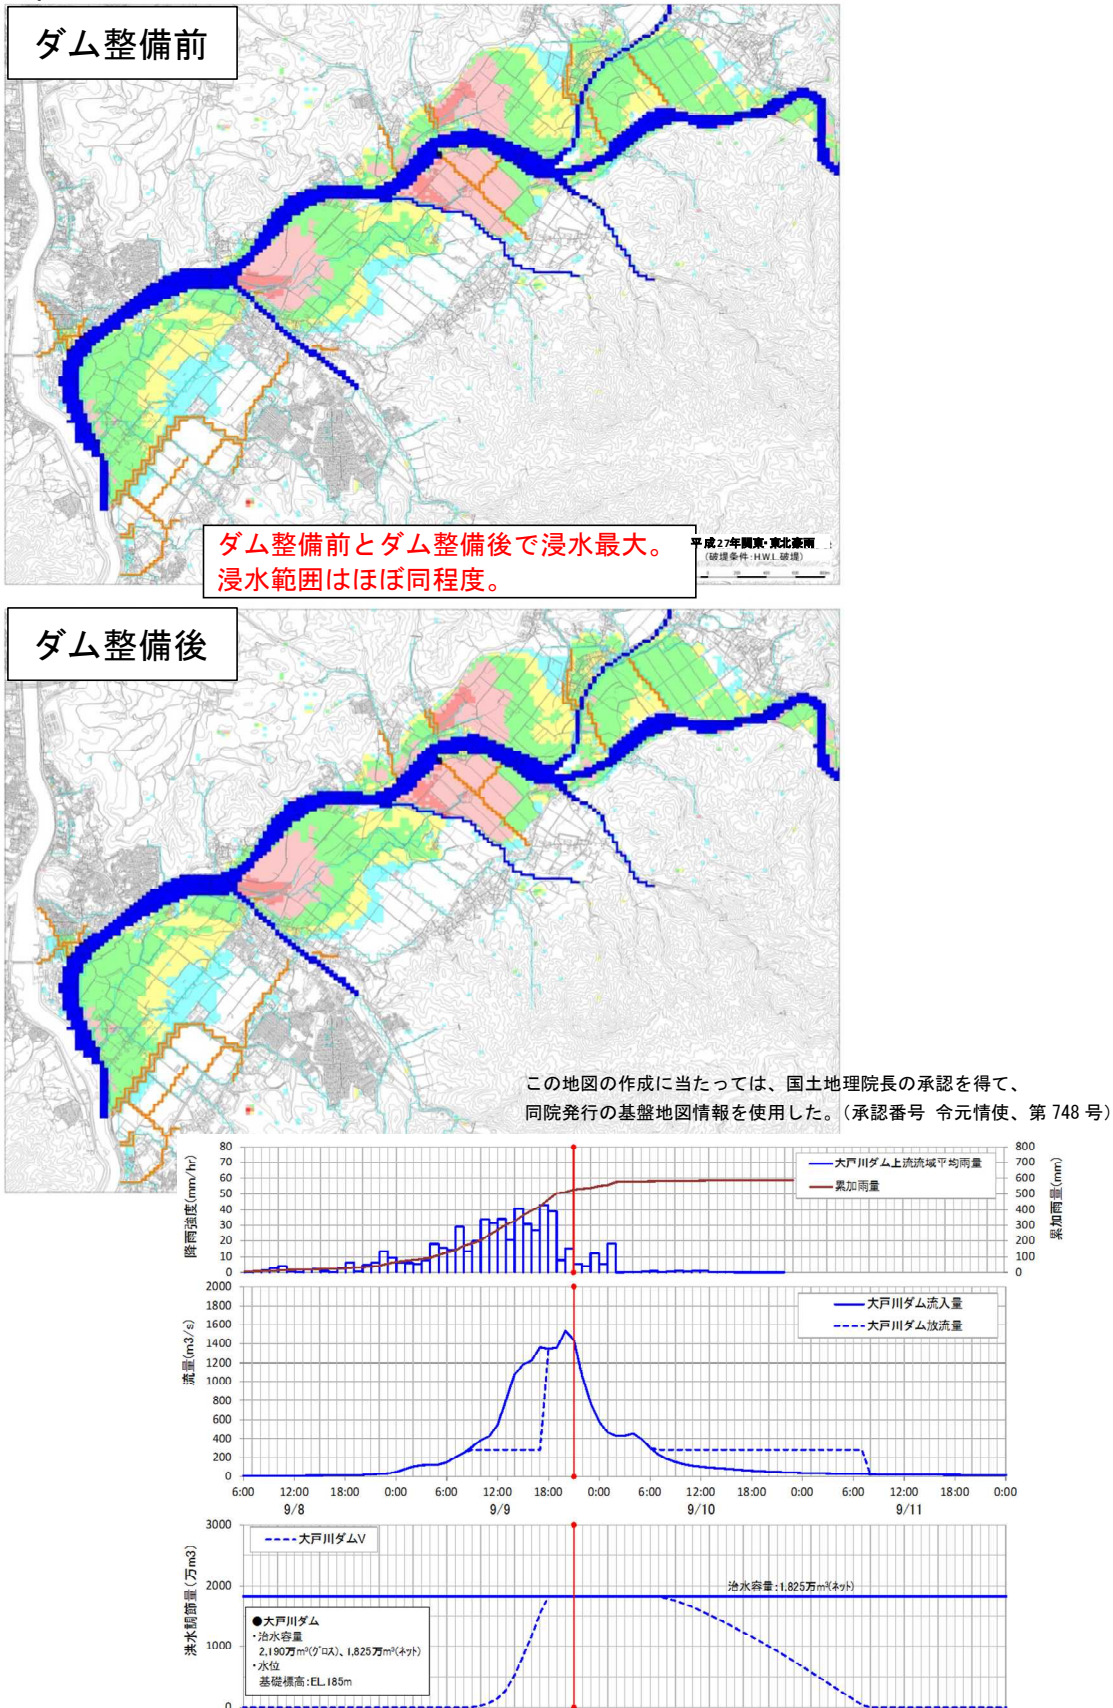 ダム整備前
ダム整備前とダム整備後で浸水最大。
浸水範囲はほぼ同程度。
平成27年関東・東北豪雨
(破堤条件:H.W.L.破堤)
ダム整備後
この地図の作成に当たっては、国土地理院長の承認を得て、
同院発行の基盤地図情報を使用した。（承認番号 令元情使、第 748 号）
降雨強度(mm/hr)
80
70
60
50
40
30
20
10
0
大戸川ダム上流流域平均雨量
累加雨量
800
700
600
500
400
300
200
100
0
累加雨量(mm)
流量(m3/s)
2000
1800
1600
1400
1200
1000
800
600
400
200
0
大戸川ダム流入量
大戸川ダム放流量
6:00 12:00 18:00 0:00 6:00 12:00 18:00 0:00 6:00 12:00 18:00 0:00 6:00 12:00 18:00 0:00
9/8 9/9 9/10 9/11
洪水調節量(万m3)
3000
2000
1000
0
大戸川ダムV
治水容量:1,825万m³(ネット)
●大戸川ダム
・治水容量
2,190万m³(グロス)、1,825万m³(ネット)
・水位
基礎標高:EL.185m